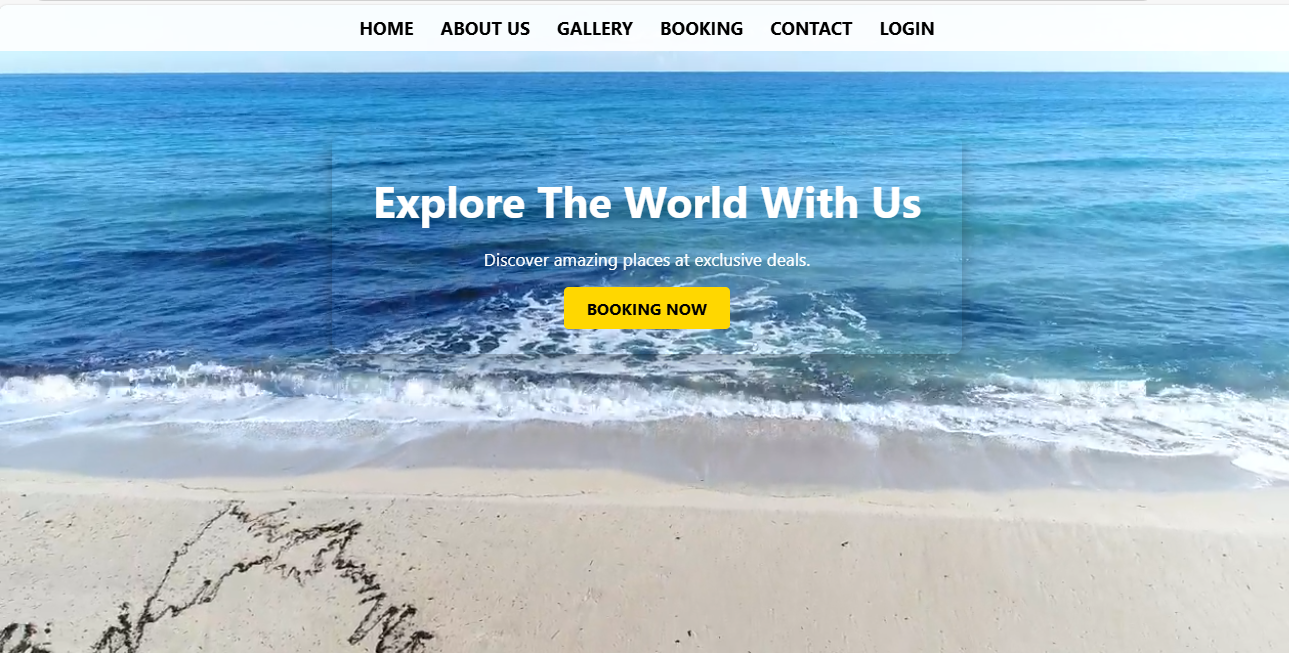 HOME ABOUT US GALLERY BOOKING CONTACT LOGIN
Explore The World With Us
Discover amazing places at exclusive deals.
BOOKING NOW